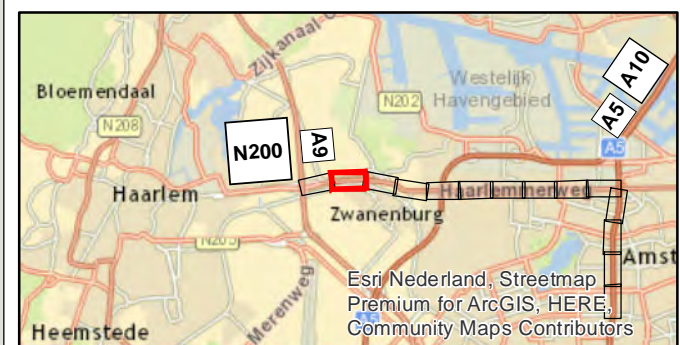 Zijkanaal
Bloemendaal
Westelijk
Havengebied
A10
A5
N202
N208
N200
A9
A5
Haarlem
Haarlemmerweg
Zwanenburg
N205
Amst
Merenweg
A5
Esri Nederland, Streetmap
Premium for ArcGIS, HERE,
Community Maps Contributors
Heemstede